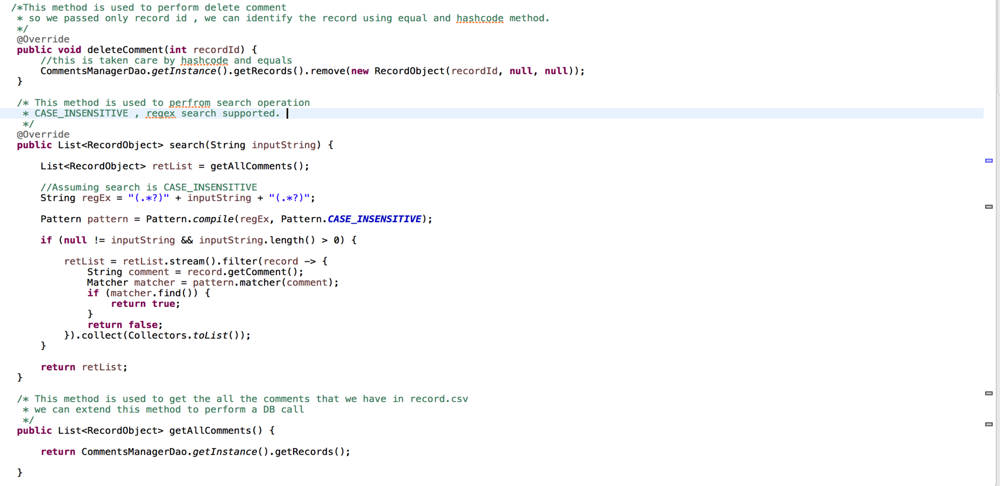 /*This method is used to perform delete comment
* so we passed only record id , we can identify the record using equal and hashcode method.
*/
@Override
public void deleteComment(int recordId) {
//this is taken care by hashcode and equals
CommentsManagerDao.getInstance().getRecords().remove(new RecordObject(recordId, null, null));
}
/* This method is used to perfrom search operation
* CASE_INSENSITIVE , regex search supported.
*/
@Override
public List<RecordObject> search(String inputString) {
List<RecordObject> retList = getAllComments();
//Assuming search is CASE_INSENSITIVE
String regEx = "(.*?)" + inputString + "(.*?)";
Pattern pattern = Pattern.compile(regEx, Pattern.CASE_INSENSITIVE);
if (null != inputString && inputString.length() > 0) {
retList = retList.stream().filter(record -> {
String comment = record.getComment();
Matcher matcher = pattern.matcher(comment);
if (matcher.find()) {
return true;
}
return false;
}).collect(Collectors.toList());
}
return retList;
}
/* This method is used to get the all the comments that we have in record.csv
* we can extend this method to perform a DB call
*/
public List<RecordObject> getAllComments() {
return CommentsManagerDao.getInstance().getRecords();
}